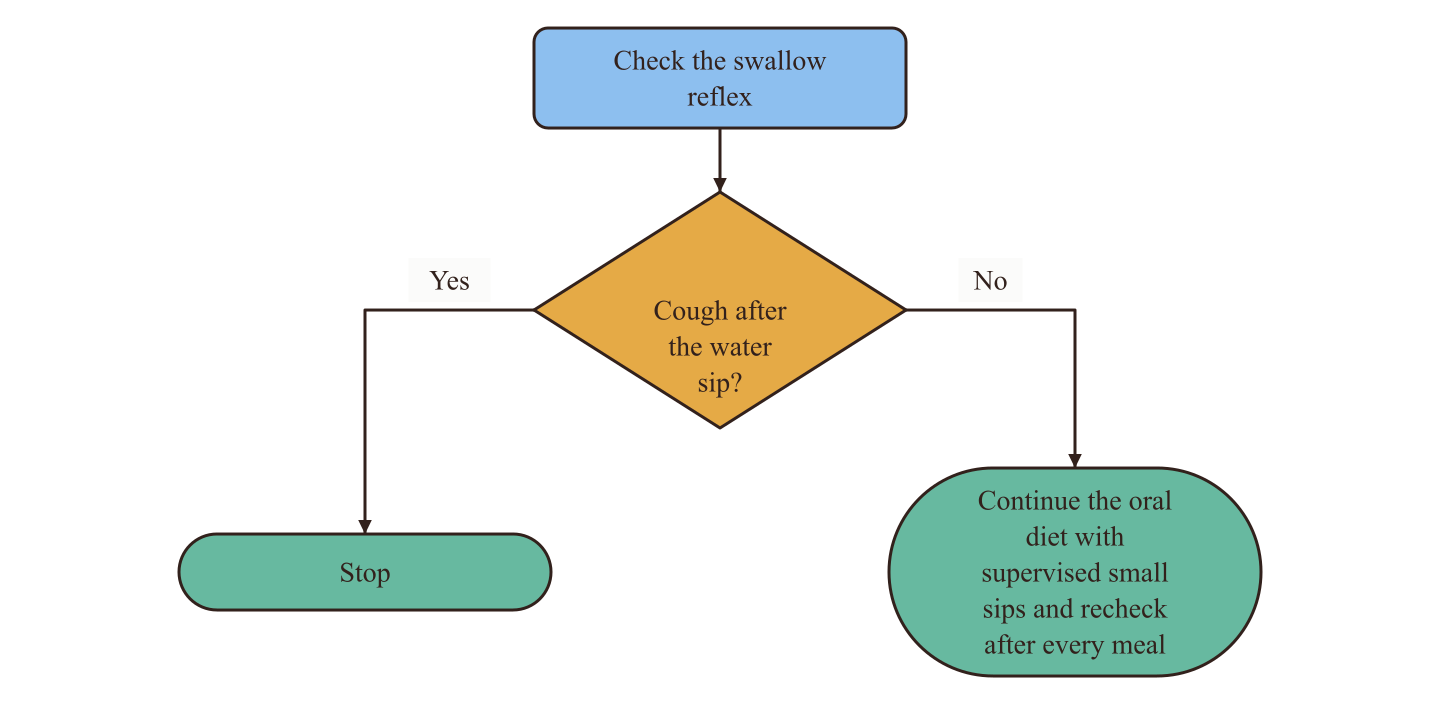 Check the swallow
reflex
Yes
No
Cough after
the water
sip?
Stop
Continue the oral
diet with
supervised small
sips and recheck
after every meal